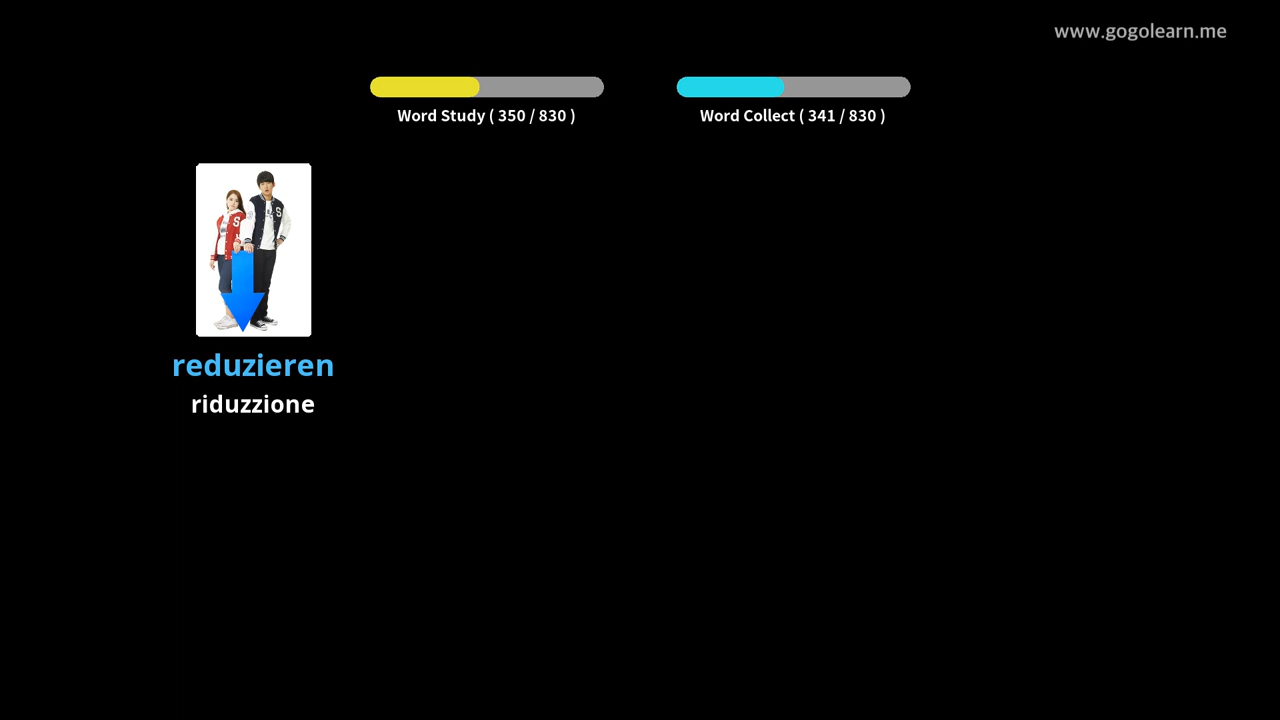 www.gogolearn.me
Word Study ( 350 / 830 )
Word Collect ( 341 / 830 )
S
S
reduzieren
riduzzione